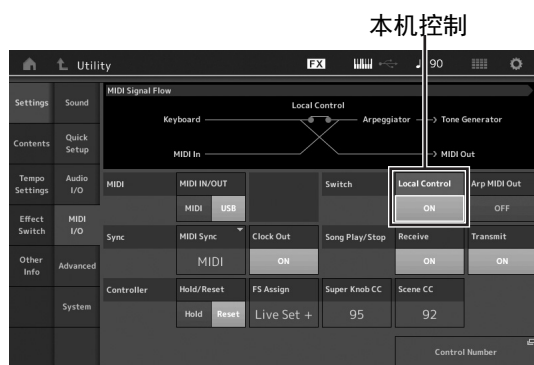 本机控制
Utility
FX
90
MIDI Signal Flow
Local Control
Keyboard
Arpeggiator
Tone Generator
MIDI In
MIDI Out
Settings
Sound
Contents
Quick Setup
Tempo Settings
Audio I/O
Effect Switch
MIDI I/O
Other Info
Advanced
System
MIDI
MIDI IN/OUT
MIDI
USB
Switch
Local Control
ON
Arp MIDI Out
OFF
Sync
MIDI Sync
MIDI
Clock Out
ON
Song Play/Stop
Receive
ON
Transmit
ON
Controller
Hold/Reset
Hold
Reset
FS Assign
Live Set +
Super Knob CC
95
Scene CC
92
Control Number